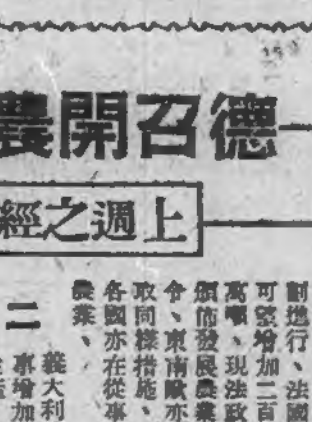 德召開農
上週之經
劃進行、法國
可望增加二百
萬噸、現法政
頒佈發展農業
令、東南歐亦
取同樣措施、
各國亦在從事
農業、
二
義大利
事增加